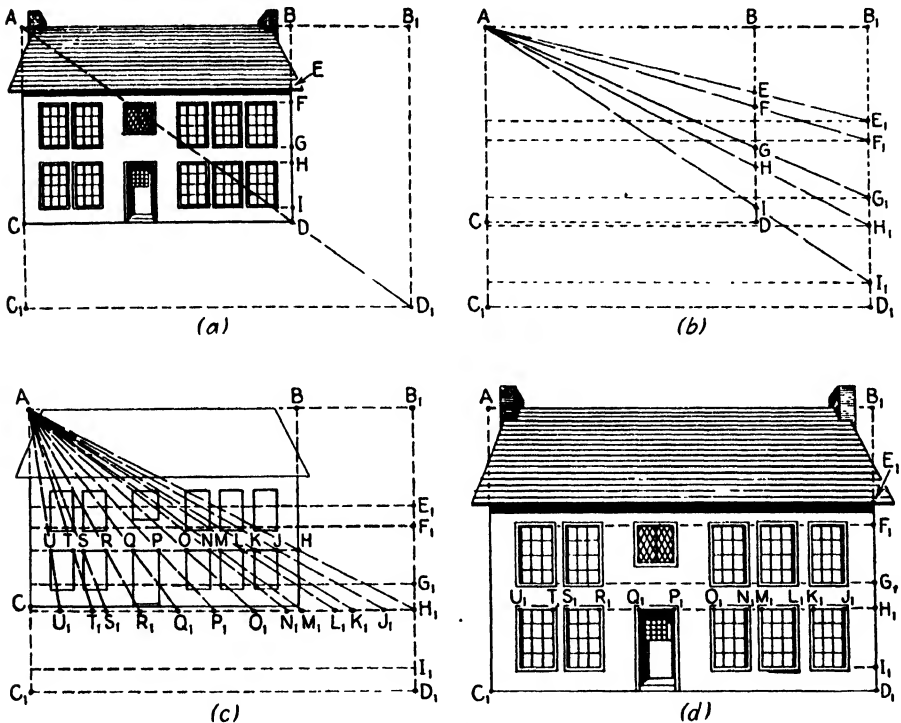 A B B₁
E
F
G
H
I
C D
C₁ D₁
(a)
A B B₁
E
F E₁
F₁
G
H G₁
I
C D H₁
I₁
D₁
(b)
A B B₁
E₁
F₁
U T S R Q P O N M L K J H
G₁
C H₁
U₁ T₁ S₁ R₁ Q₁ P₁ O₁ N₁ M₁ L₁ K₁ J₁
I₁
C₁ D₁
(c)
A B₁
E₁
F₁
G₁
U₁ T S₁ R₁ Q₁ P₁ O₁ N₁ M₁ L₁ K₁ J₁ H₁
I₁
C₁ D₁
(d)